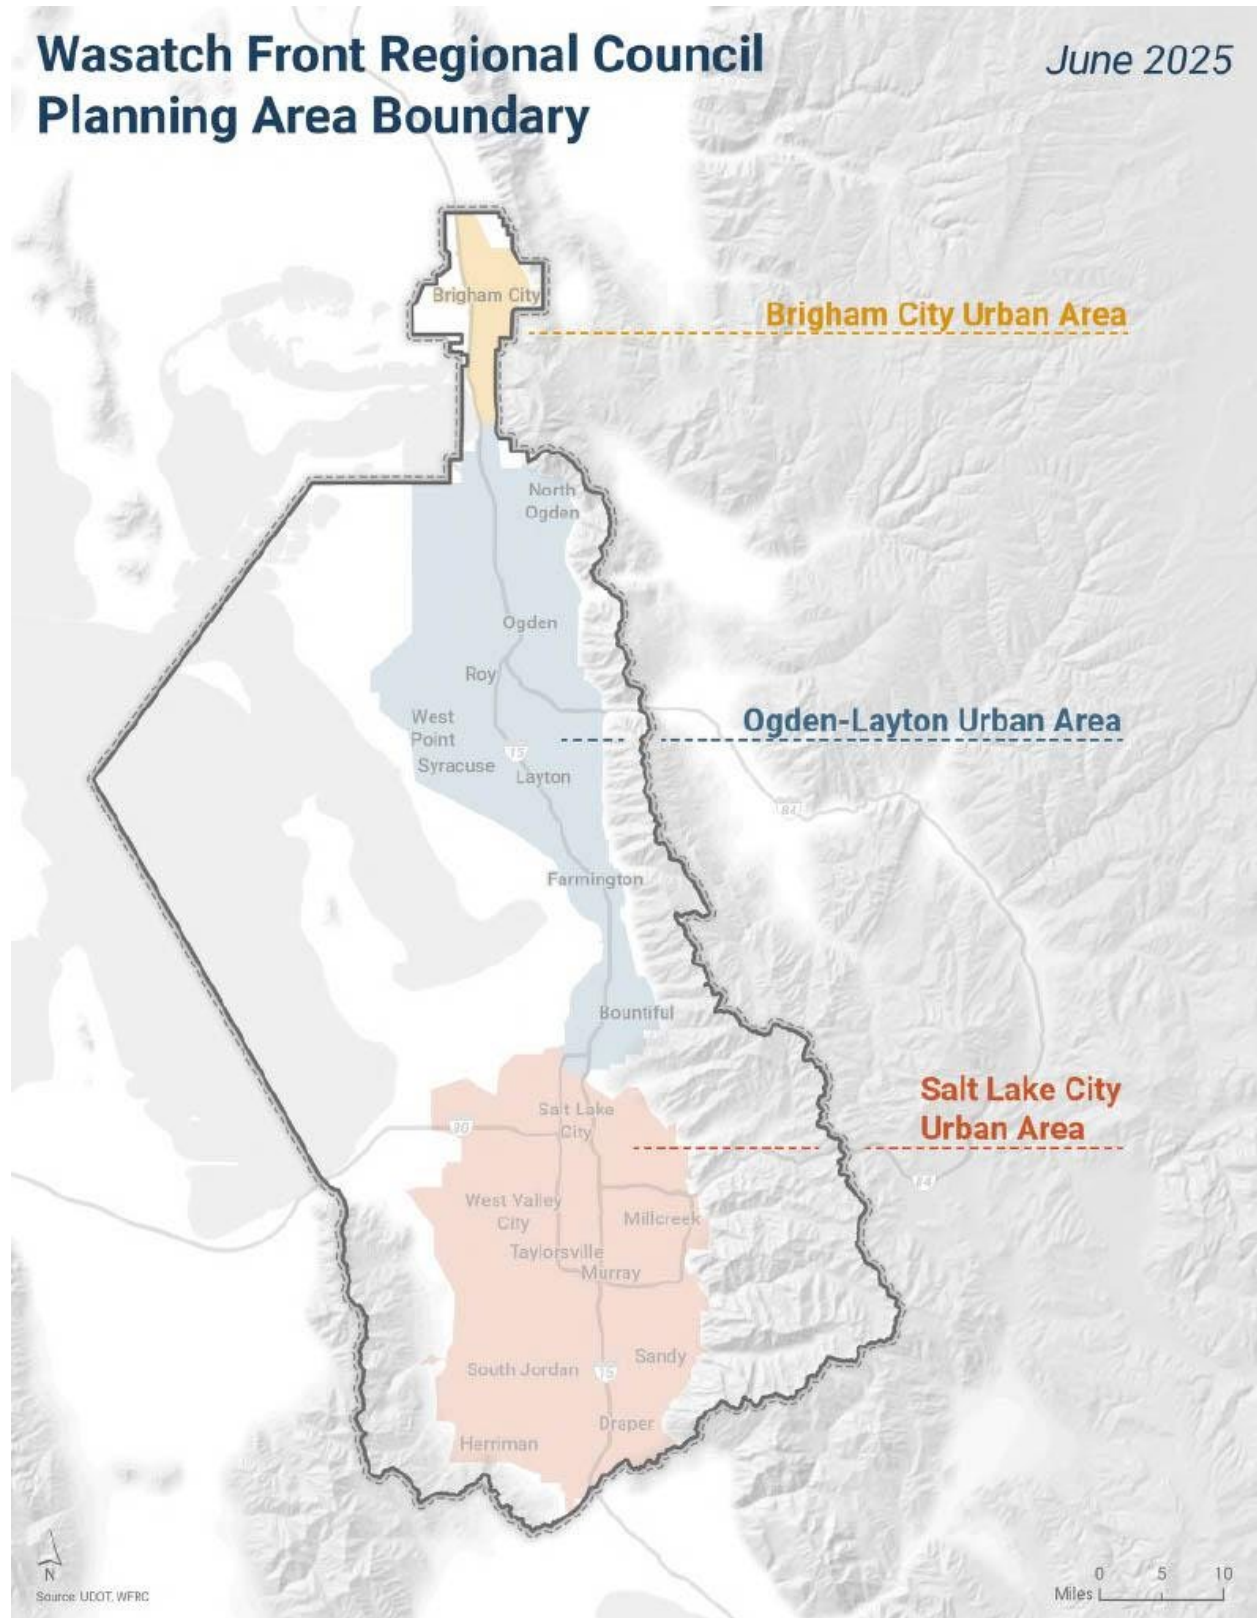 Wasatch Front Regional Council
Planning Area Boundary
June 2025
Brigham City
Brigham City Urban Area
North
Ogden
Ogden
Roy
West
Point
Syracuse
15
Layton
Ogden-Layton Urban Area
84
Farmington
Bountiful
Salt Lake City
Urban Area
Salt Lake
City
80
84
West Valley
City
Millcreek
Taylorsville
Murray
Sandy
South Jordan
15
Draper
Herriman
N
Source: UDOT, WFRC
0 5 10
Miles